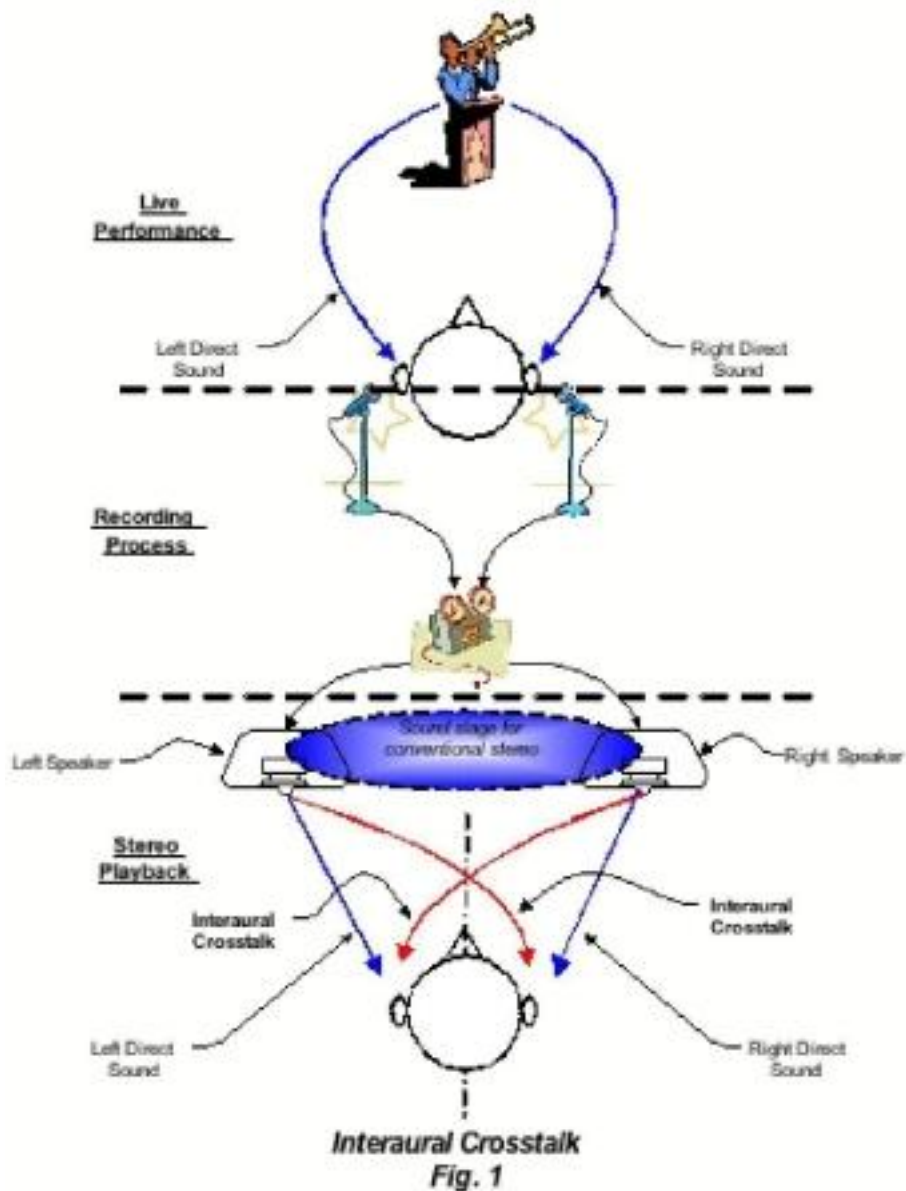 Live
Performance
Left Direct
Sound
Right Direct
Sound
Recording
Process
Sound stage for
conventional stereo
Left Speaker
Right Speaker
Stereo
Playback
Interaural
Crosstalk
Interaural
Crosstalk
Left Direct
Sound
Right Direct
Sound
Interaural Crosstalk
Fig. 1